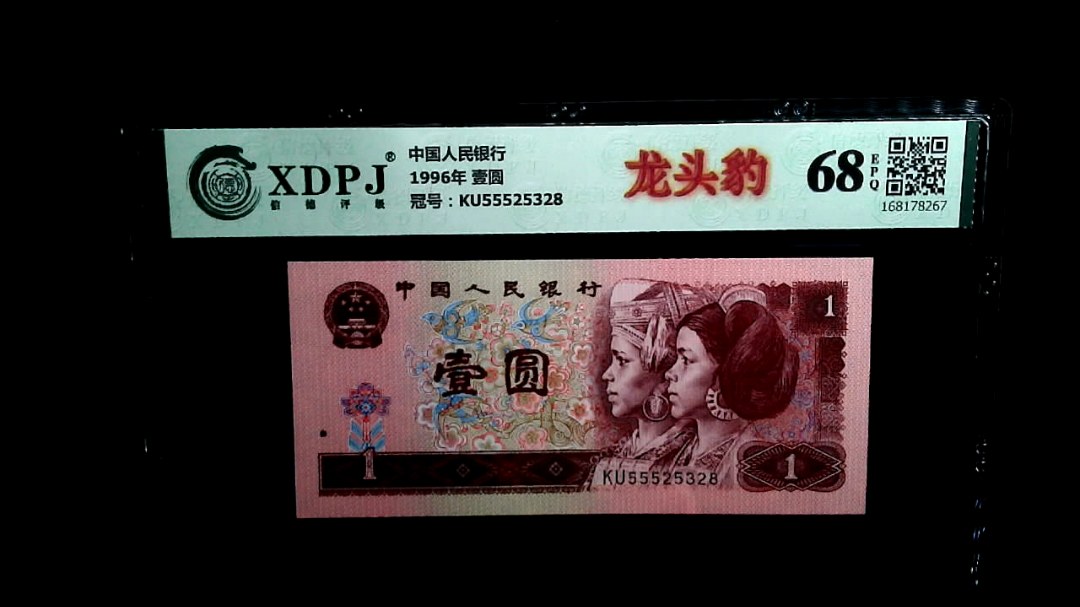 XDPJ®
信德评级
中国人民银行
1996年 壹圆
冠号：KU55525328
龙头豹
68 EPQ
168178267
中国人民银行
1
壹圆
1
KU55525328
1